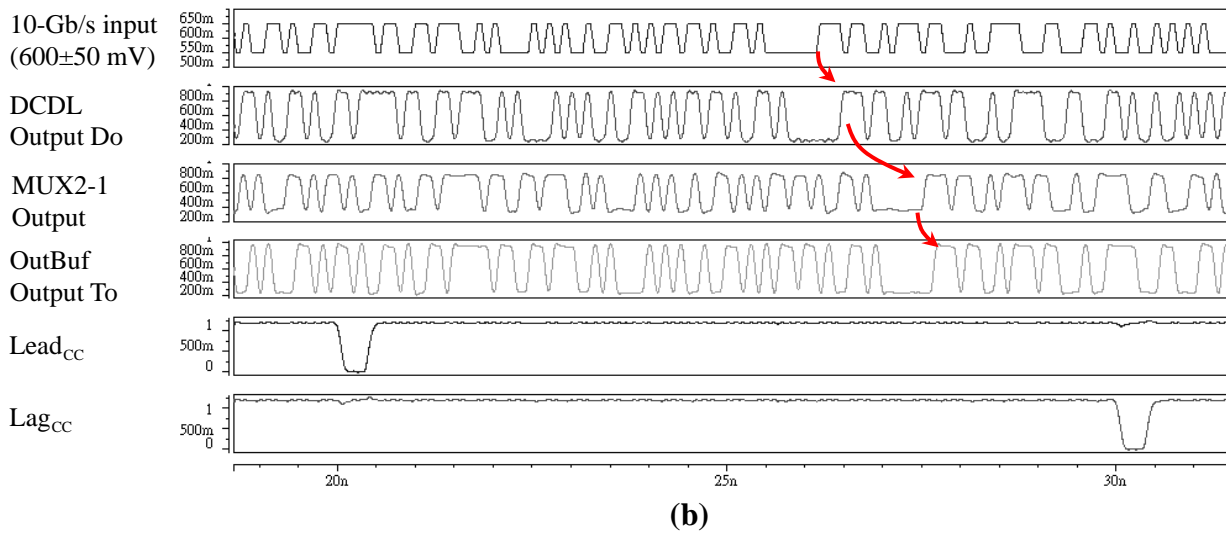 10-Gb/s input
(600±50 mV)
650m
600m
550m
500m
DCDL
Output Do
800m
600m
400m
200m
MUX2-1
Output
800m
600m
400m
200m
OutBuf
Output To
1
800m
600m
400m
200m
LeadCC
1
500m
0
LagCC
1
500m
0
20n
25n
30n
(b)